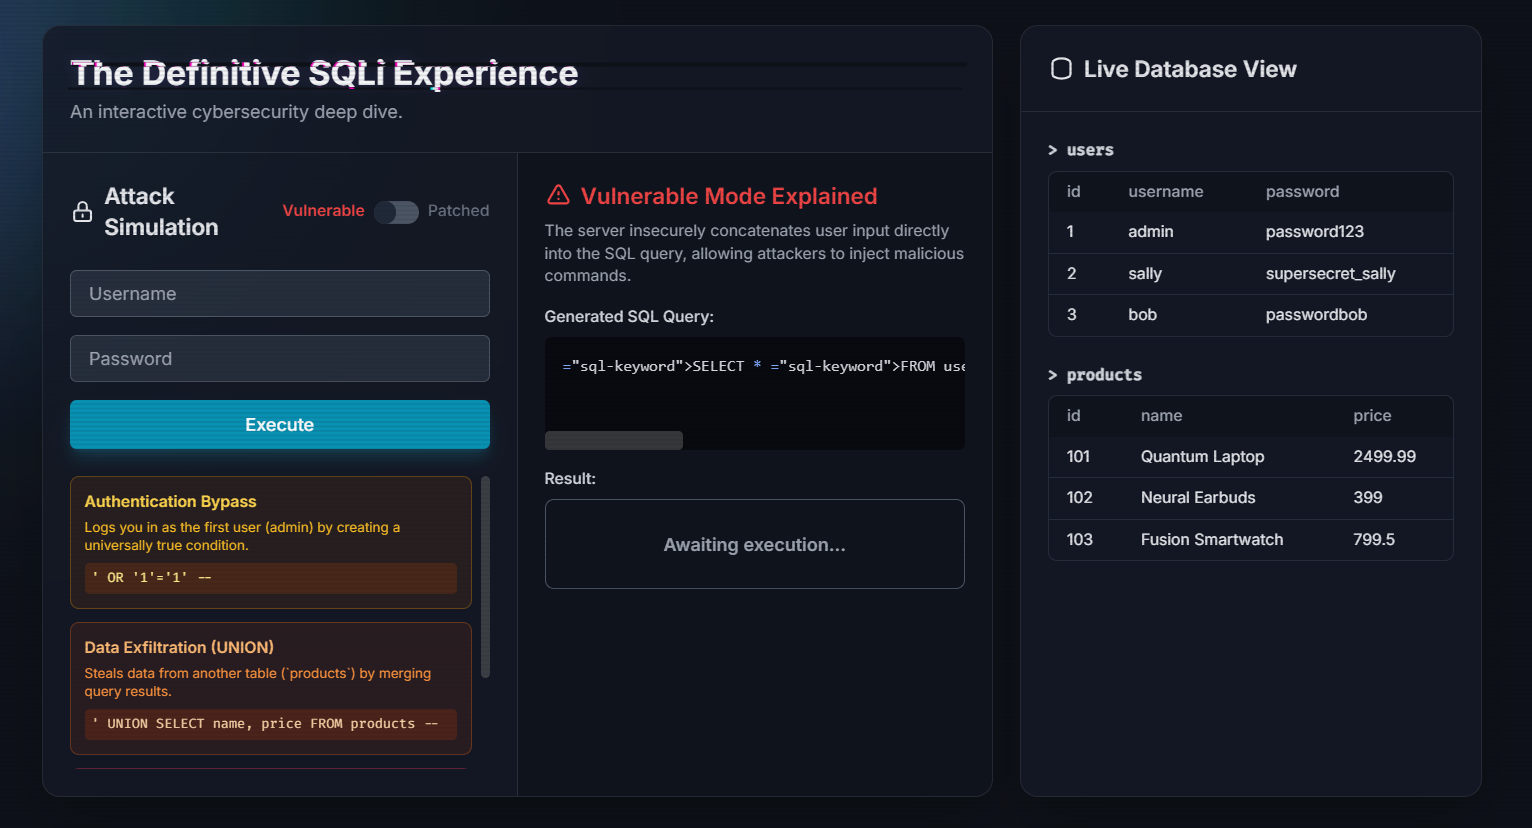 The Definitive SQLi Experience
An interactive cybersecurity deep dive.
Attack
Simulation
Vulnerable
Patched
Username
Password
Execute
Authentication Bypass
Logs you in as the first user (admin) by creating a
universally true condition.
' OR '1'='1' --
Data Exfiltration (UNION)
Steals data from another table (`products`) by merging
query results.
' UNION SELECT name, price FROM products --
Vulnerable Mode Explained
The server insecurely concatenates user input directly
into the SQL query, allowing attackers to inject malicious
commands.
Generated SQL Query:
="sql-keyword">SELECT * ="sql-keyword">FROM use
Result:
Awaiting execution...
Live Database View
> users
id username password
1 admin password123
2 sally supersecret_sally
3 bob passwordbob
> products
id name price
101 Quantum Laptop 2499.99
102 Neural Earbuds 399
103 Fusion Smartwatch 799.5